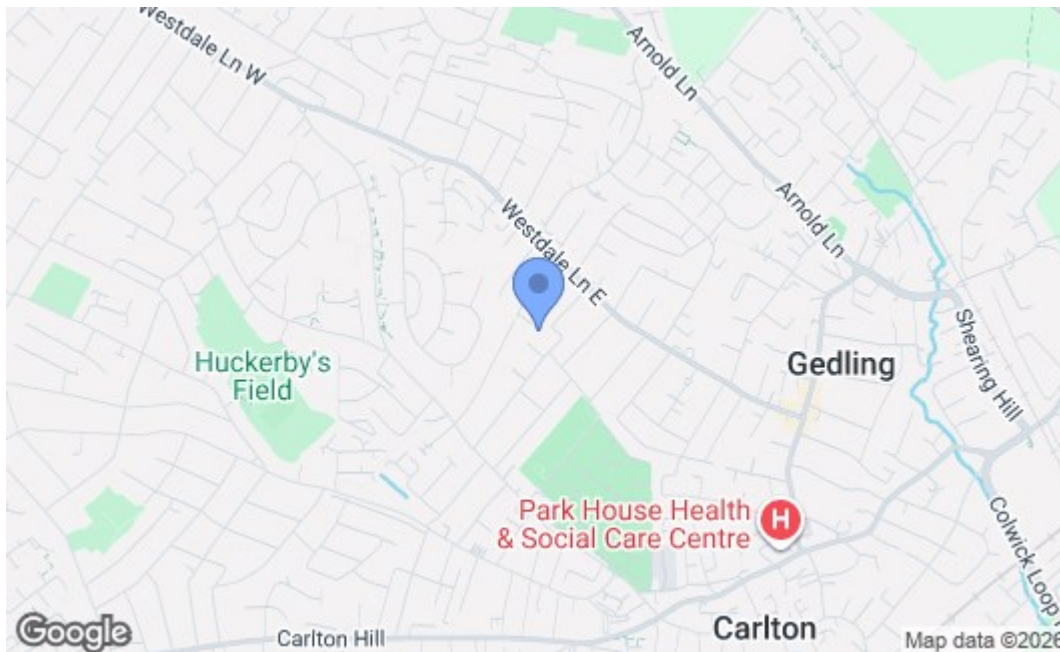 Westdale Ln W
Arnold Ln
Arnold Ln
Westdale Ln E
Shearing Hill
Huckerby's
Field
Gedling
Park House Health
& Social Care Centre
H
Colwick Loop
Carlton Hill
Carlton
Google
Map data ©2026